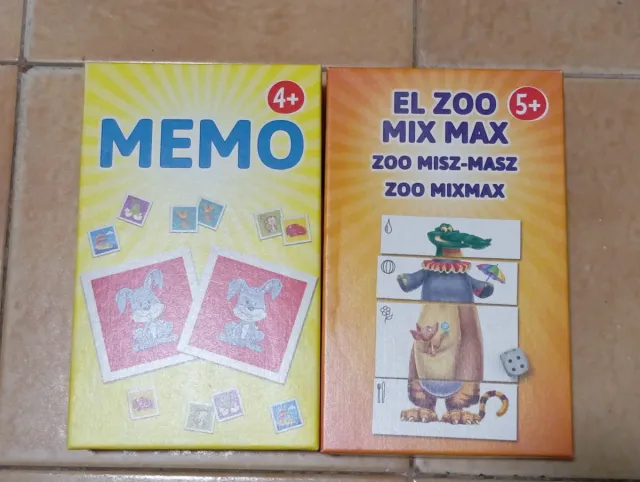 4+
MEMO
EL ZOO
MIX MAX
5+
ZOO MISZ-MASZ
ZOO MIXMAX